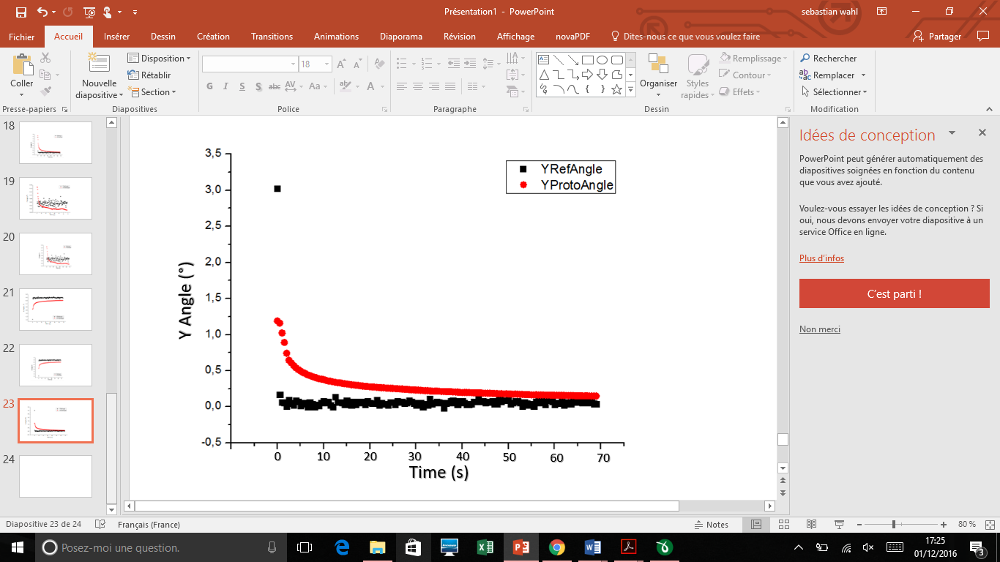 Présentation1 - PowerPoint
sebastian wahl
Fichier
Accueil
Insérer
Dessin
Création
Transitions
Animations
Diaporama
Révision
Affichage
novaPDF
Dites-nous ce que vous voulez faire
Partager
Coller
Presse-papiers
Nouvelle
diapositive
Disposition
Rétablir
Section
Diapositives
18
G I S S abc AV Aa
A A
ab A
Police
Paragraphe
Organiser
Styles
rapides
Remplissage
Contour
Effets
Dessin
Rechercher
Remplacer
Sélectionner
Modification
18
19
20
21
22
23
24
3,5
3,0
2,5
2,0
1,5
1,0
0,5
0,0
-0,5
Y Angle (°)
YRefAngle
YProtoAngle
0 10 20 30 40 50 60 70
Time (s)
Idées de conception
PowerPoint peut générer automatiquement des
diapositives soignées en fonction du contenu
que vous avez ajouté.
Voulez-vous essayer les idées de conception ? Si
oui, nous devons envoyer votre diapositive à un
service Office en ligne.
Plus d'infos
C'est parti !
Non merci
Diapositive 23 de 24
Français (France)
Notes
80 %
Posez-moi une question.
17:25
01/12/2016
3